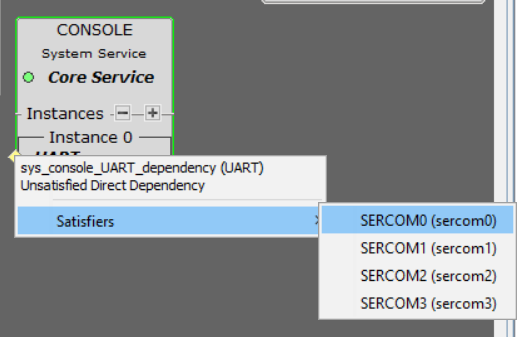 CONSOLE
System Service
Core Service
Instances
Instance 0
UART
sys_console_UART_dependency (UART)
Unsatisfied Direct Dependency
Satisfiers
SERCOM0 (sercom0)
SERCOM1 (sercom1)
SERCOM2 (sercom2)
SERCOM3 (sercom3)